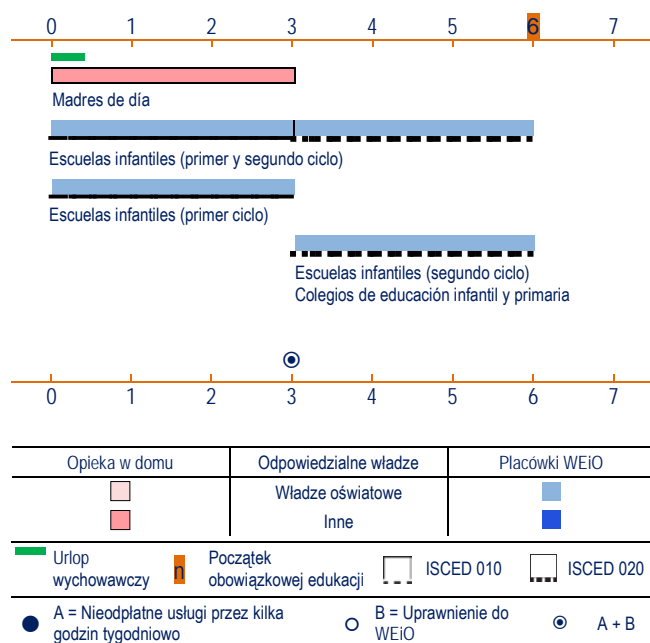 0 1 2 3 4 5 6 7
Madres de día
Escuelas infantiles (primer y segundo ciclo)
Escuelas infantiles (primer ciclo)
Escuelas infantiles (segundo ciclo)
Colegios de educación infantil y primaria
0 1 2 3 4 5 6 7
Opieka w domu Odpowiedzialne władze Placówki WEiO
Władze oświatowe
Inne
Urlop
wychowawczy
n
Początek
obowiązkowej edukacji
ISCED 010
ISCED 020
A = Nieodpłatne usługi przez kilka
godzin tygodniowo
B = Uprawnienie do
WEiO
A + B